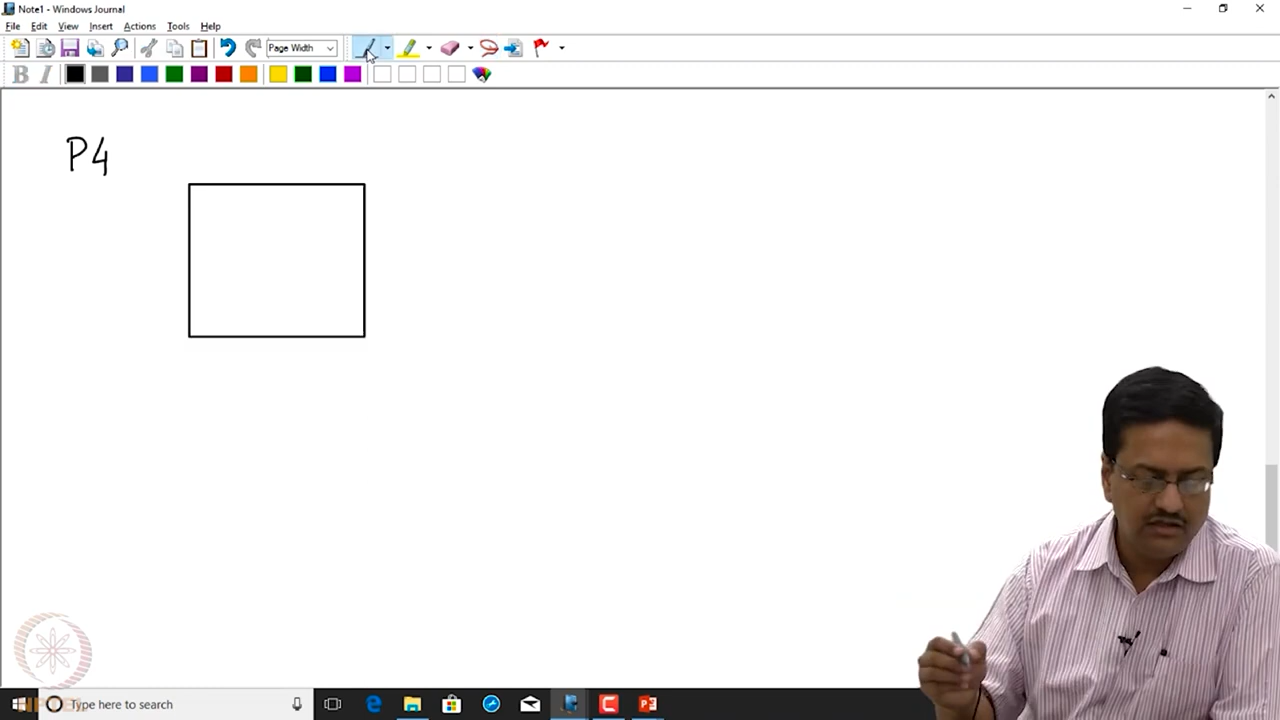 Note1 - Windows Journal
File Edit View Insert Actions Tools Help
Page Width
B I
P4
Type here to search